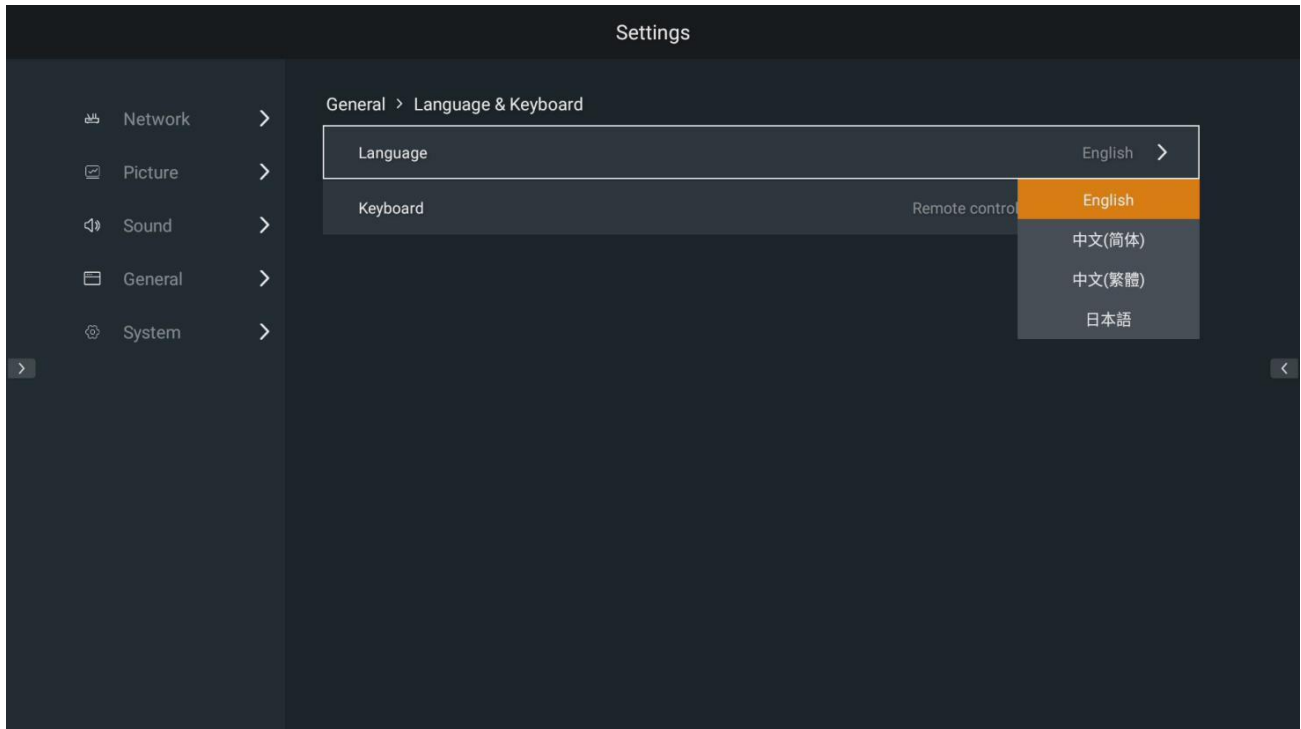 Settings
Network
Picture
Sound
General
System
General > Language & Keyboard
Language English
Keyboard Remote control
English
中文(简体)
中文(繁體)
日本語